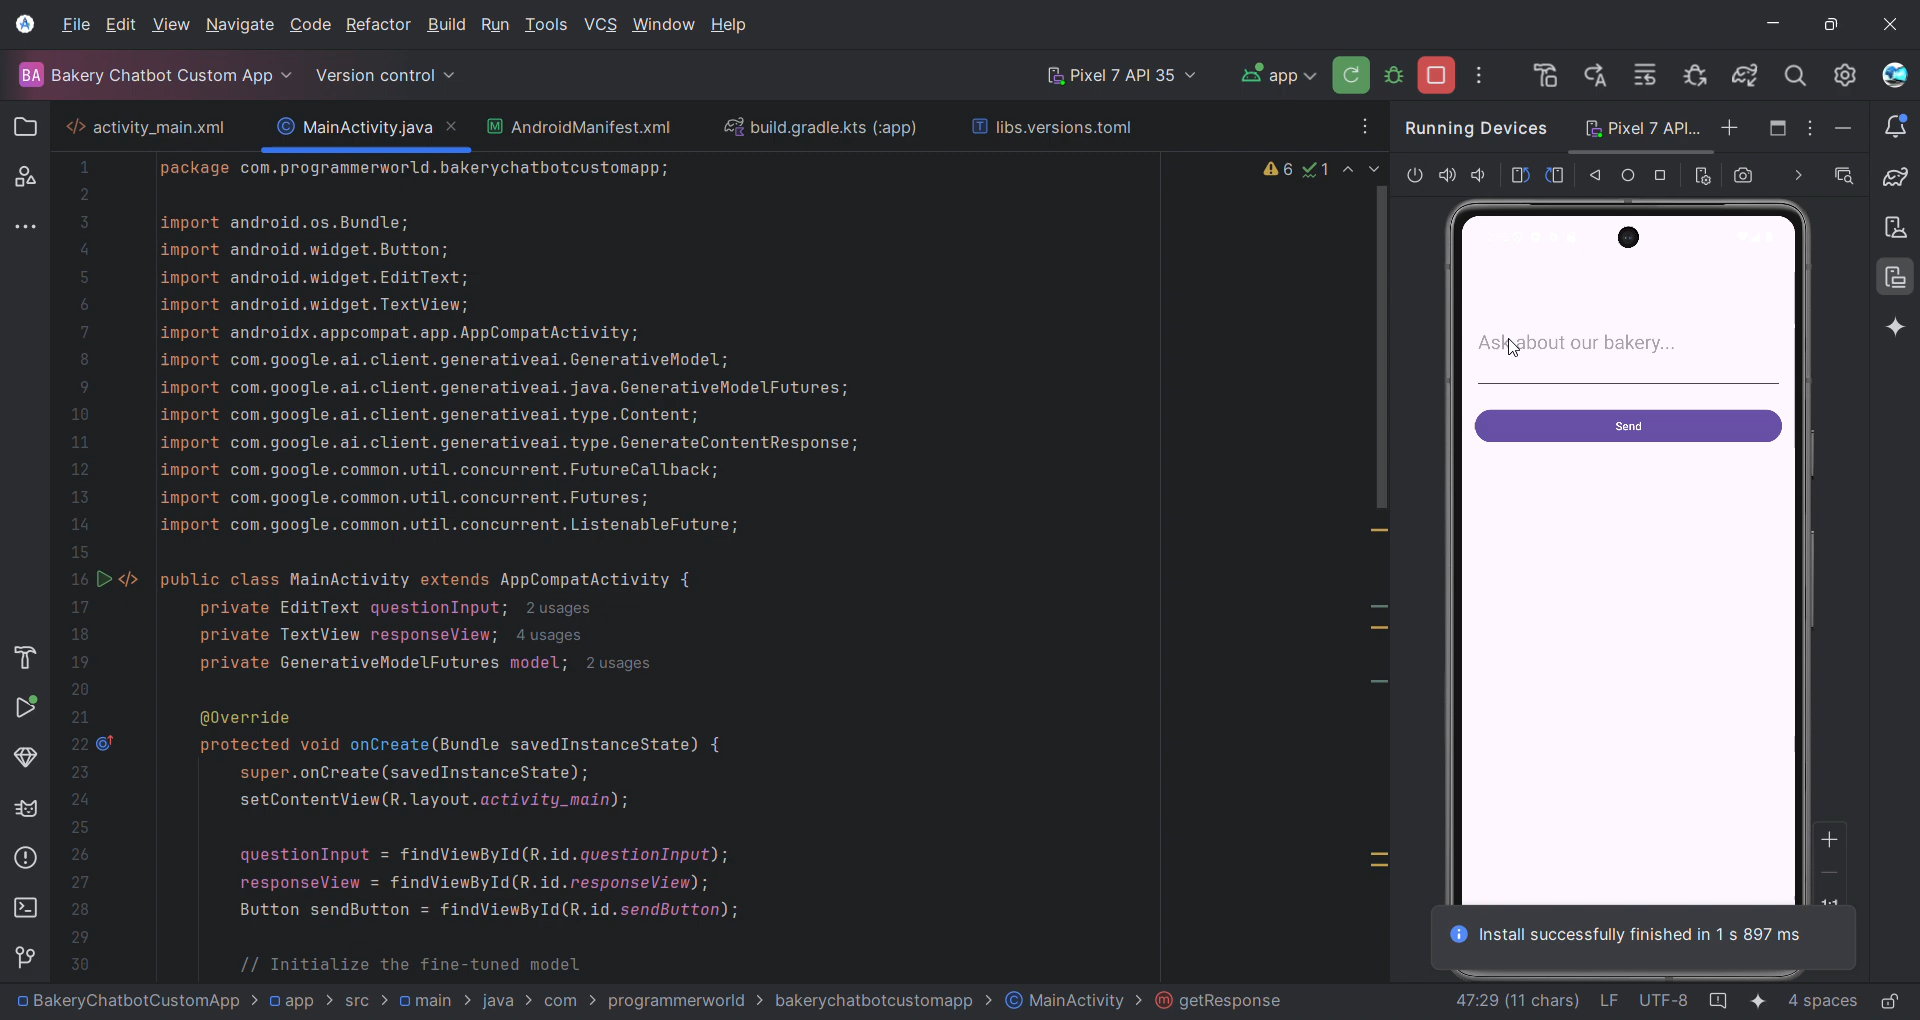 File Edit View Navigate Code Refactor Build Run Tools VCS Window Help
BA Bakery Chatbot Custom App Version control Pixel 7 API 35 app
activity_main.xml MainActivity.java AndroidManifest.xml build.gradle.kts (:app) libs.versions.toml
Running Devices Pixel 7 API...
6 1
1 package com.programmerworld.bakerychatbotcustomapp;
2
3 import android.os.Bundle;
4 import android.widget.Button;
5 import android.widget.EditText;
6 import android.widget.TextView;
7 import androidx.appcompat.app.AppCompatActivity;
8 import com.google.ai.client.generativeai.GenerativeModel;
9 import com.google.ai.client.generativeai.java.GenerativeModelFutures;
10 import com.google.ai.client.generativeai.type.Content;
11 import com.google.ai.client.generativeai.type.GenerateContentResponse;
12 import com.google.common.util.concurrent.FutureCallback;
13 import com.google.common.util.concurrent.Futures;
14 import com.google.common.util.concurrent.ListenableFuture;
15
16 public class MainActivity extends AppCompatActivity {
17 private EditText questionInput; 2 usages
18 private TextView responseView; 4 usages
19 private GenerativeModelFutures model; 2 usages
20
21 @Override
22 protected void onCreate(Bundle savedInstanceState) {
23 super.onCreate(savedInstanceState);
24 setContentView(R.layout.activity_main);
25
26 questionInput = findViewById(R.id.questionInput);
27 responseView = findViewById(R.id.responseView);
28 Button sendButton = findViewById(R.id.sendButton);
29
30 // Initialize the fine-tuned model
Ask about our bakery...
Send
Install successfully finished in 1 s 897 ms
BakeryChatbotCustomApp > app > src > main > java > com > programmerworld > bakerychatbotcustomapp > MainActivity > getResponse
47:29 (11 chars) LF UTF-8 4 spaces